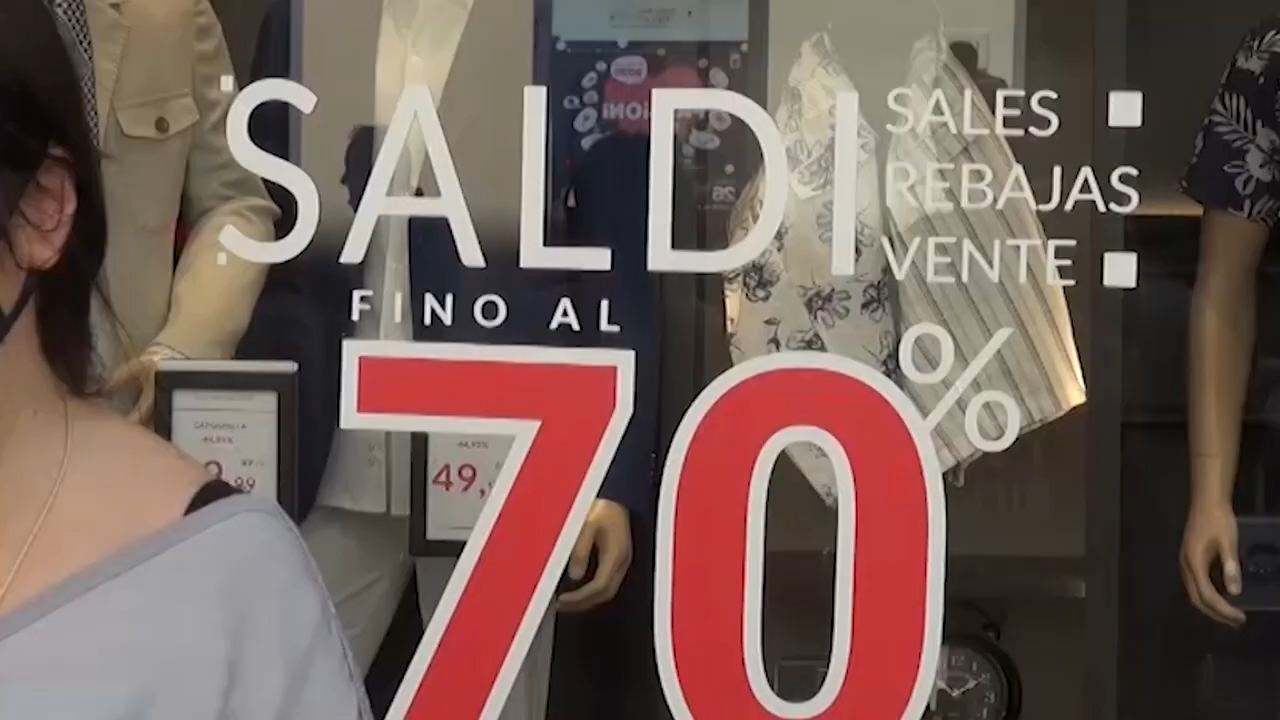 SALDI
SALES
REBAJAS
VENTE
FINO AL
70%
49,